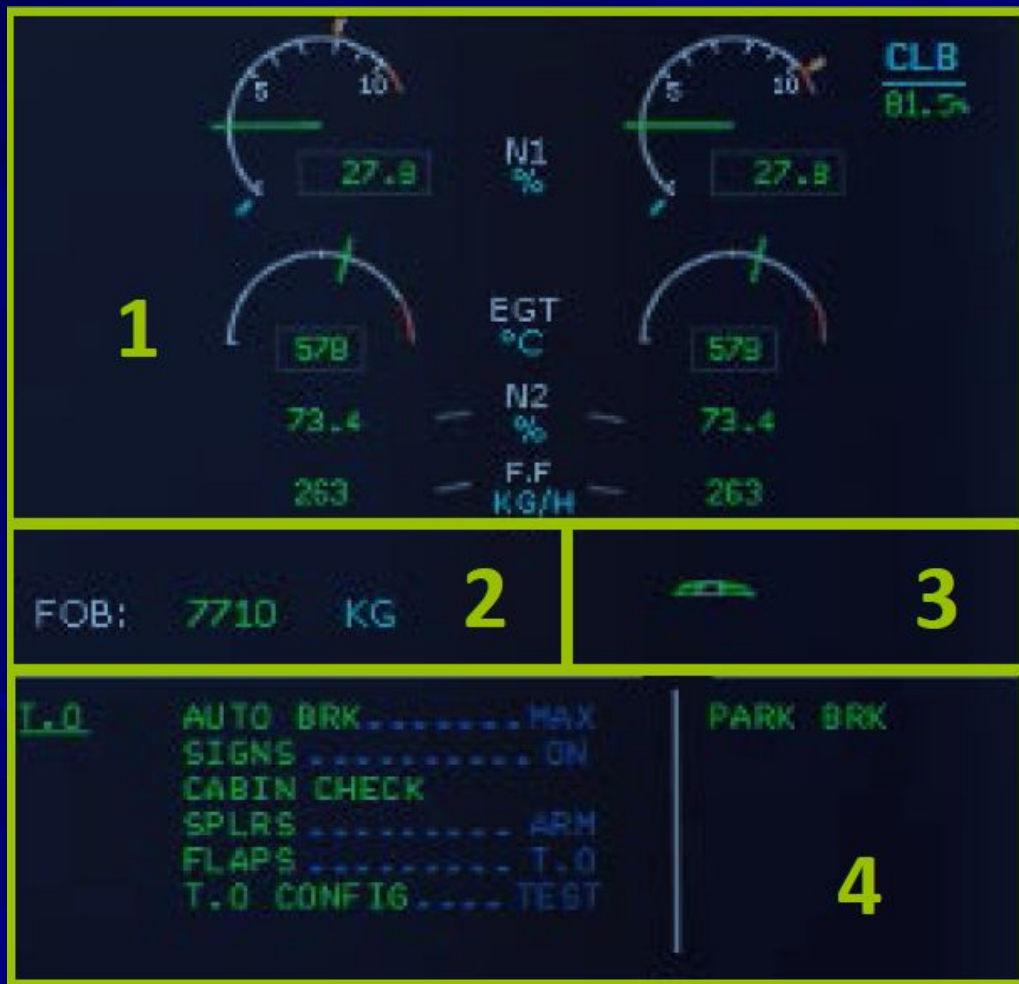 5 10 5 10 CLB
81.5%
27.8 N1 % 27.8
1
EGT °C
578 579
73.4 N2 % 73.4
263 F.F KG/H 263
FOB: 7710 KG 2 3
T.O AUTO BRK.......MAX PARK BRK
SIGNS..........ON
CABIN CHECK
SPLRS.........ARM
FLAPS.........T.O
T.O CONFIG....TEST
4